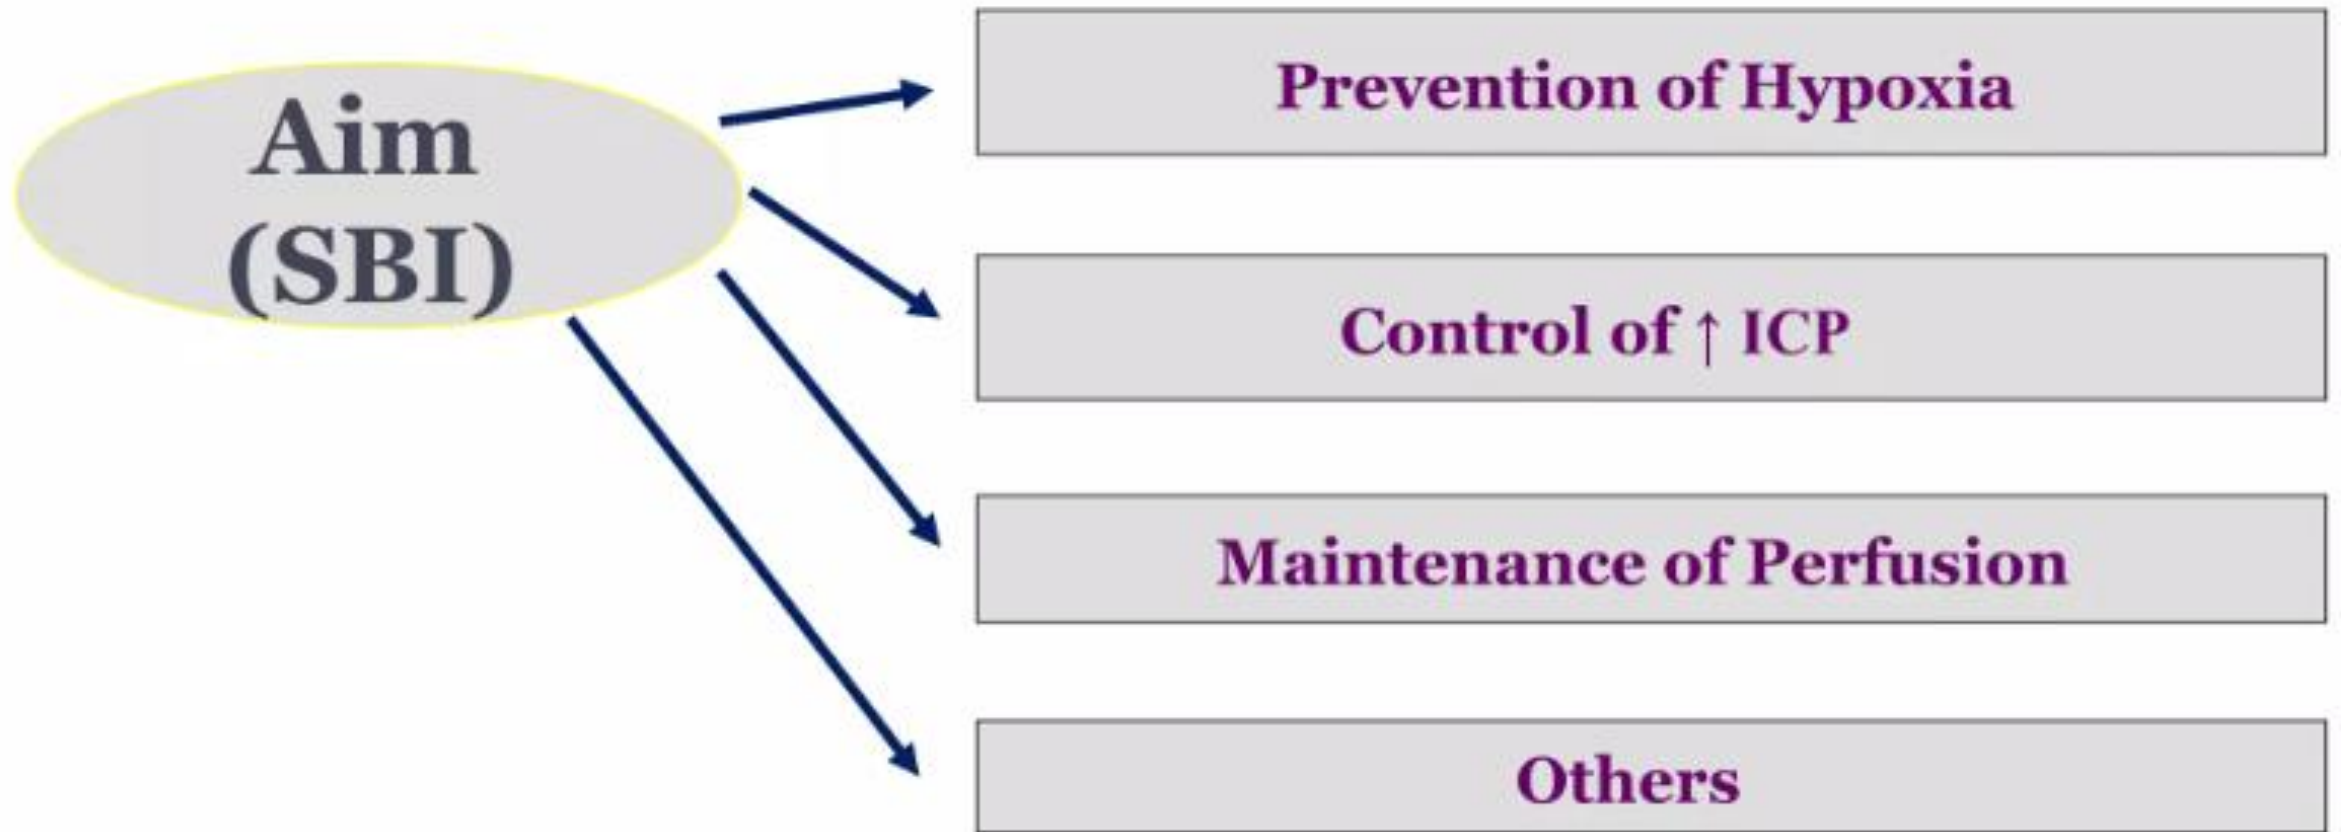 Aim
(SBI)
Prevention of Hypoxia
Control of ↑ ICP
Maintenance of Perfusion
Others